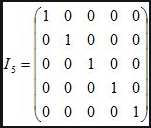 1 0 0 0 0
0 1 0 0 0
I₅ = 0 0 1 0 0
0 0 0 1 0
0 0 0 0 1